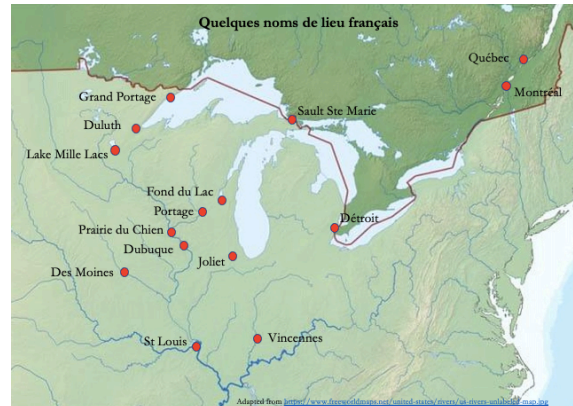 Quelques noms de lieu français
Québec
Montréal
Grand Portage
Sault Ste Marie
Duluth
Lake Mille Lacs
Fond du Lac
Portage
Détroit
Prairie du Chien
Dubuque
Joliet
Des Moines
St Louis
Vincennes
Adapted from https://www.freeworldmaps.net/united-states/rivers/us-rivers-unlabeled-map.jpg